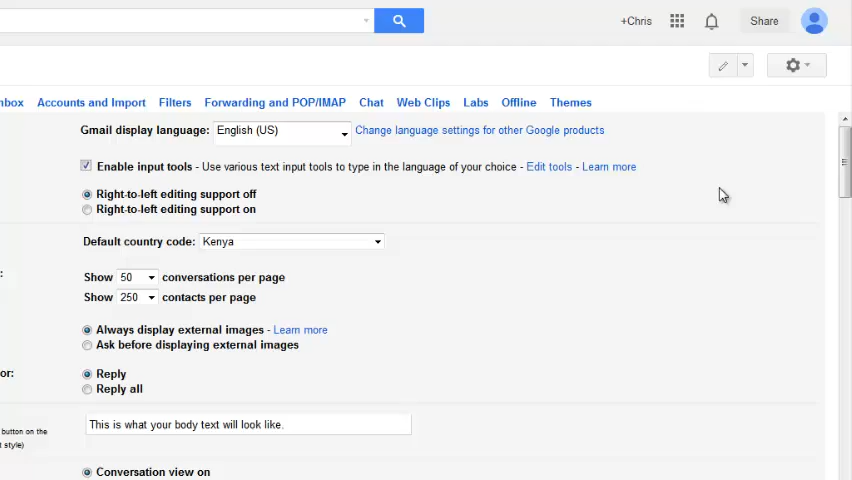 +Chris Share
nbox Accounts and Import Filters Forwarding and POP/IMAP Chat Web Clips Labs Offline Themes
Gmail display language: English (US) Change language settings for other Google products
Enable input tools - Use various text input tools to type in the language of your choice - Edit tools - Learn more
Right-to-left editing support off
Right-to-left editing support on
Default country code: Kenya
: Show 50 conversations per page
Show 250 contacts per page
Always display external images - Learn more
Ask before displaying external images
or: Reply
Reply all
This is what your body text will look like.
button on the
t style)
Conversation view on